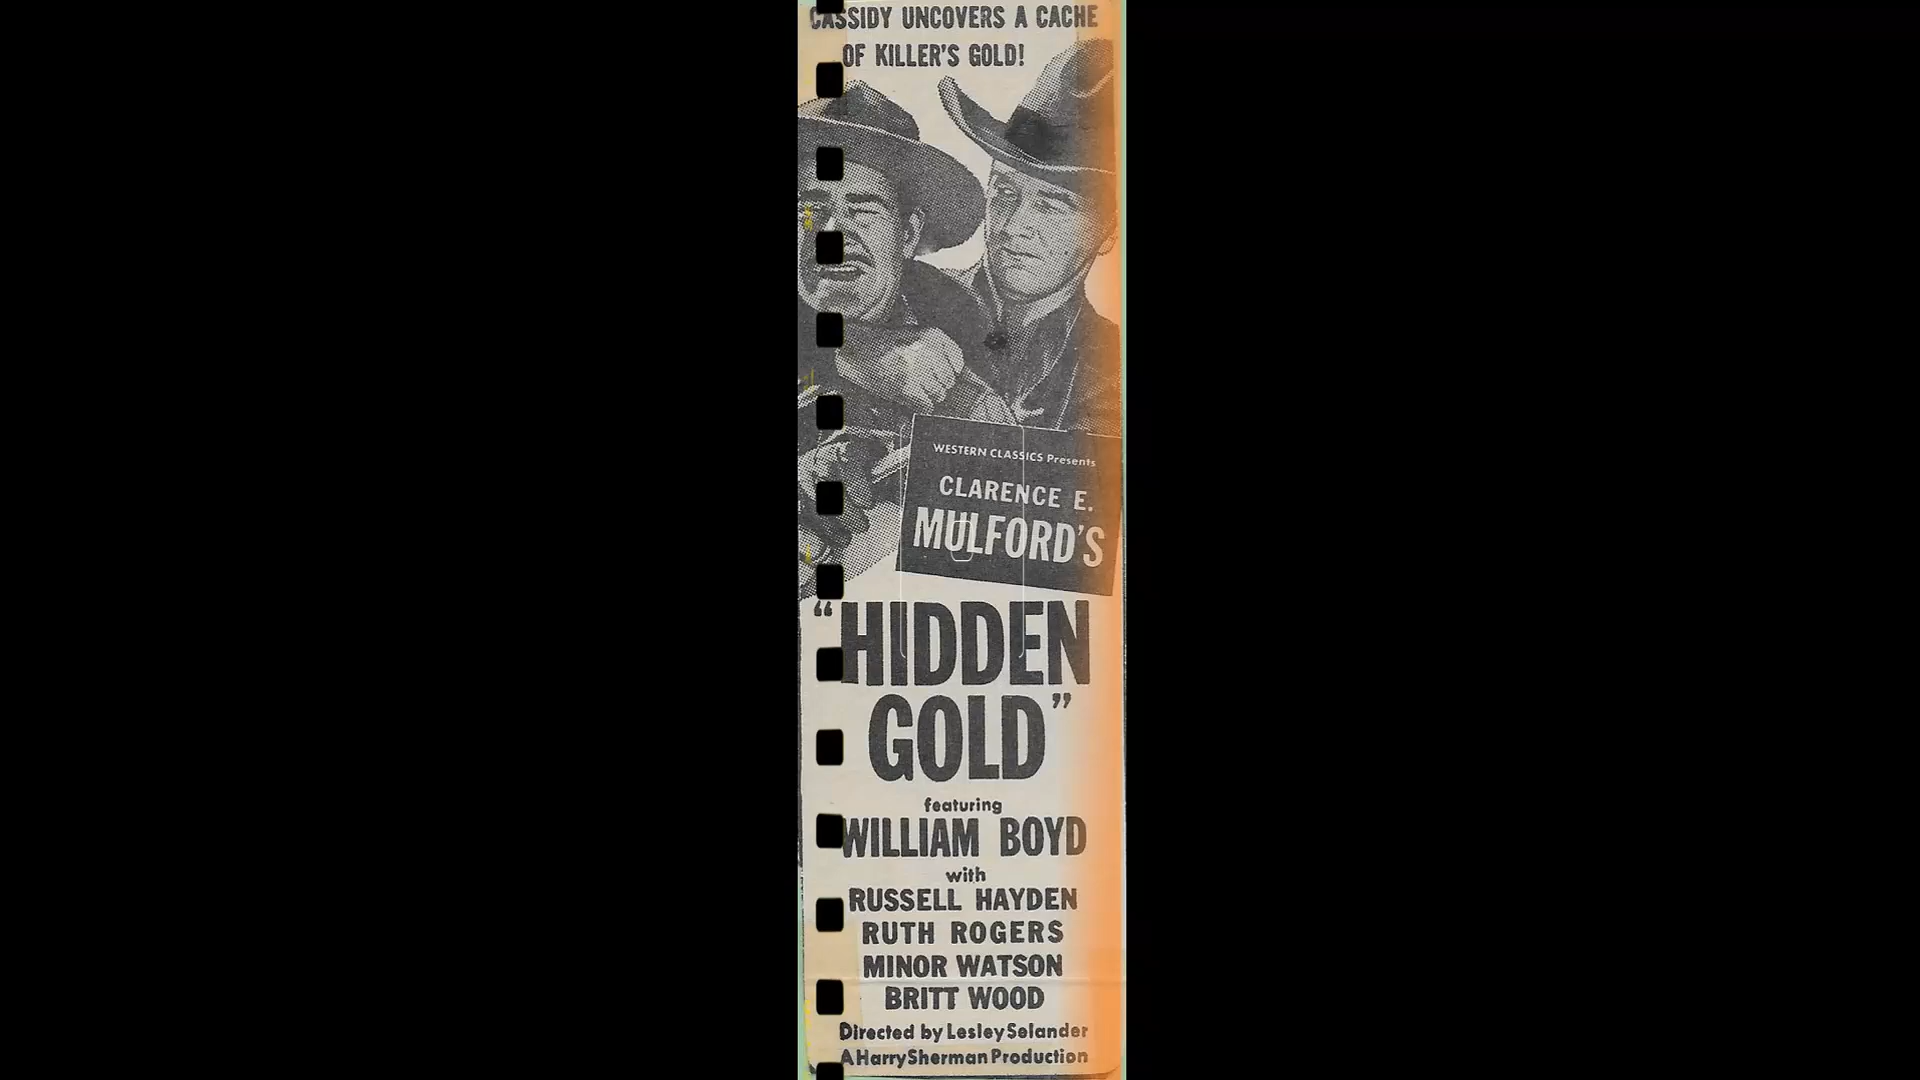 CASSIDY UNCOVERS A CACHE
OF KILLER'S GOLD!
WESTERN CLASSICS Presents
CLARENCE E.
MULFORD'S
"HIDDEN
GOLD"
featuring
WILLIAM BOYD
with
RUSSELL HAYDEN
RUTH ROGERS
MINOR WATSON
BRITT WOOD
Directed by Lesley Selander
A Harry Sherman Production